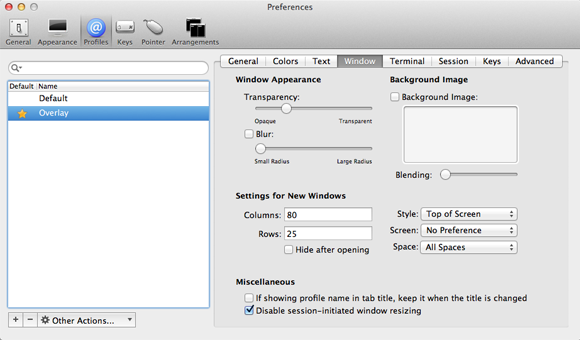 Preferences
General Appearance Profiles Keys Pointer Arrangements
General Colors Text Window Terminal Session Keys Advanced
Default Name
Default
Overlay
+ − Other Actions...
Window Appearance
Transparency:
Opaque Transparent
Blur:
Small Radius Large Radius
Background Image
Background Image:
Blending:
Settings for New Windows
Columns: 80
Rows: 25
Hide after opening
Style: Top of Screen
Screen: No Preference
Space: All Spaces
Miscellaneous
If showing profile name in tab title, keep it when the title is changed
Disable session-initiated window resizing